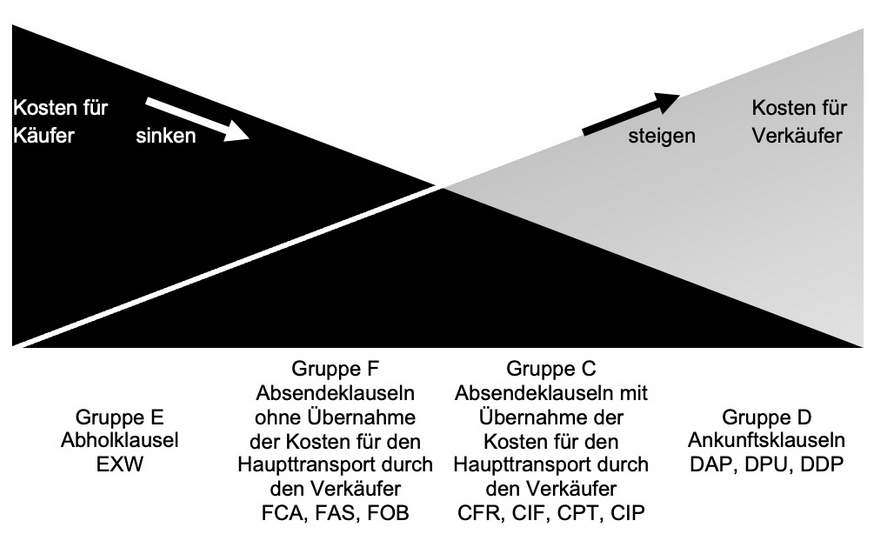 Kosten für
Käufer
sinken
steigen
Kosten für
Verkäufer
Gruppe E
Abholklausel
EXW
Gruppe F
Absendeklauseln
ohne Übernahme
der Kosten für den
Haupttransport durch
den Verkäufer
FCA, FAS, FOB
Gruppe C
Absendeklauseln mit
Übernahme der
Kosten für den
Haupttransport durch
den Verkäufer
CFR, CIF, CPT, CIP
Gruppe D
Ankunftsklauseln
DAP, DPU, DDP